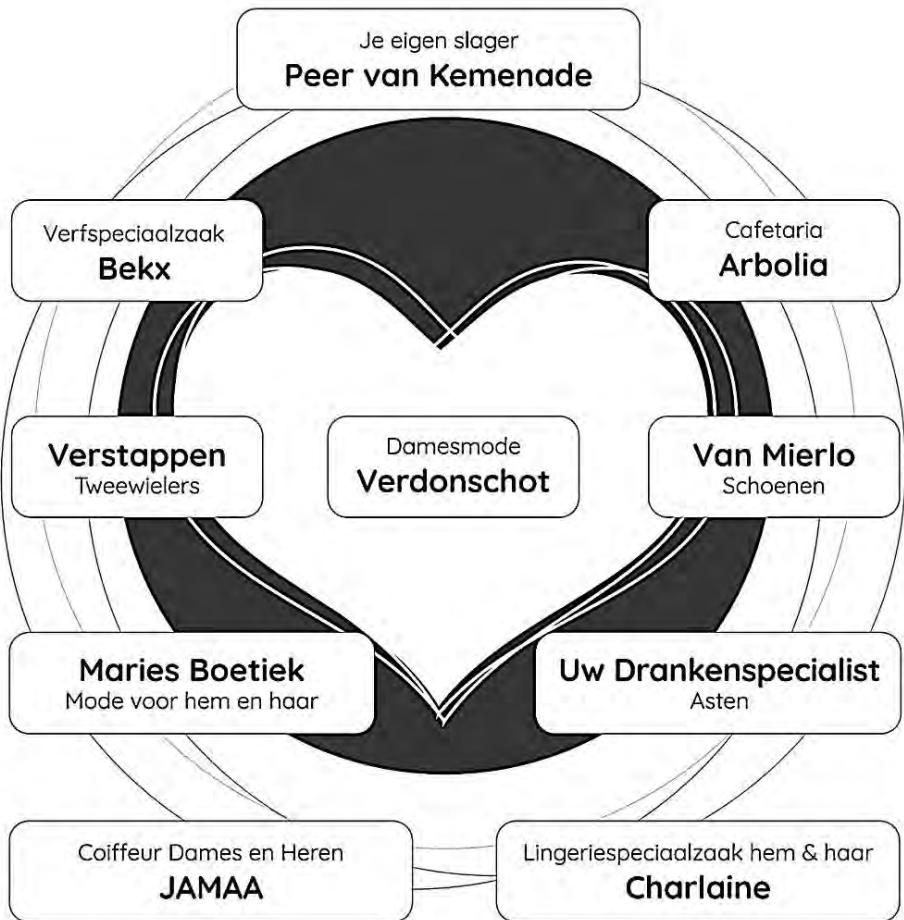 Je eigen slager
Peer van Kemenade
Verfspeciaalzaak
Bekx
Cafetaria
Arbolia
Verstappen
Tweewielers
Damesmode
Verdonschot
Van Mierlo
Schoenen
Maries Boetiek
Mode voor hem en haar
Uw Drankenspecialist
Asten
Coiffeur Dames en Heren
JAMAA
Lingeriespeciaalzaak hem & haar
Charlaine